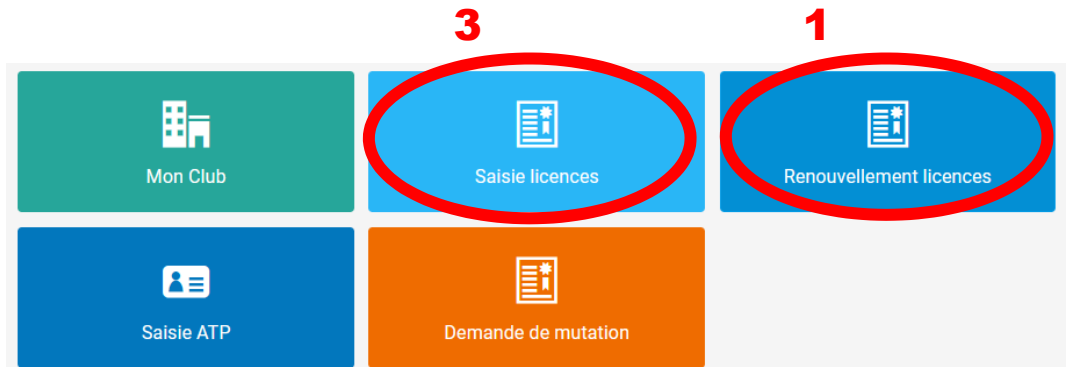 3
1
Mon Club
Saisie licences
Renouvellement licences
Saisie ATP
Demande de mutation